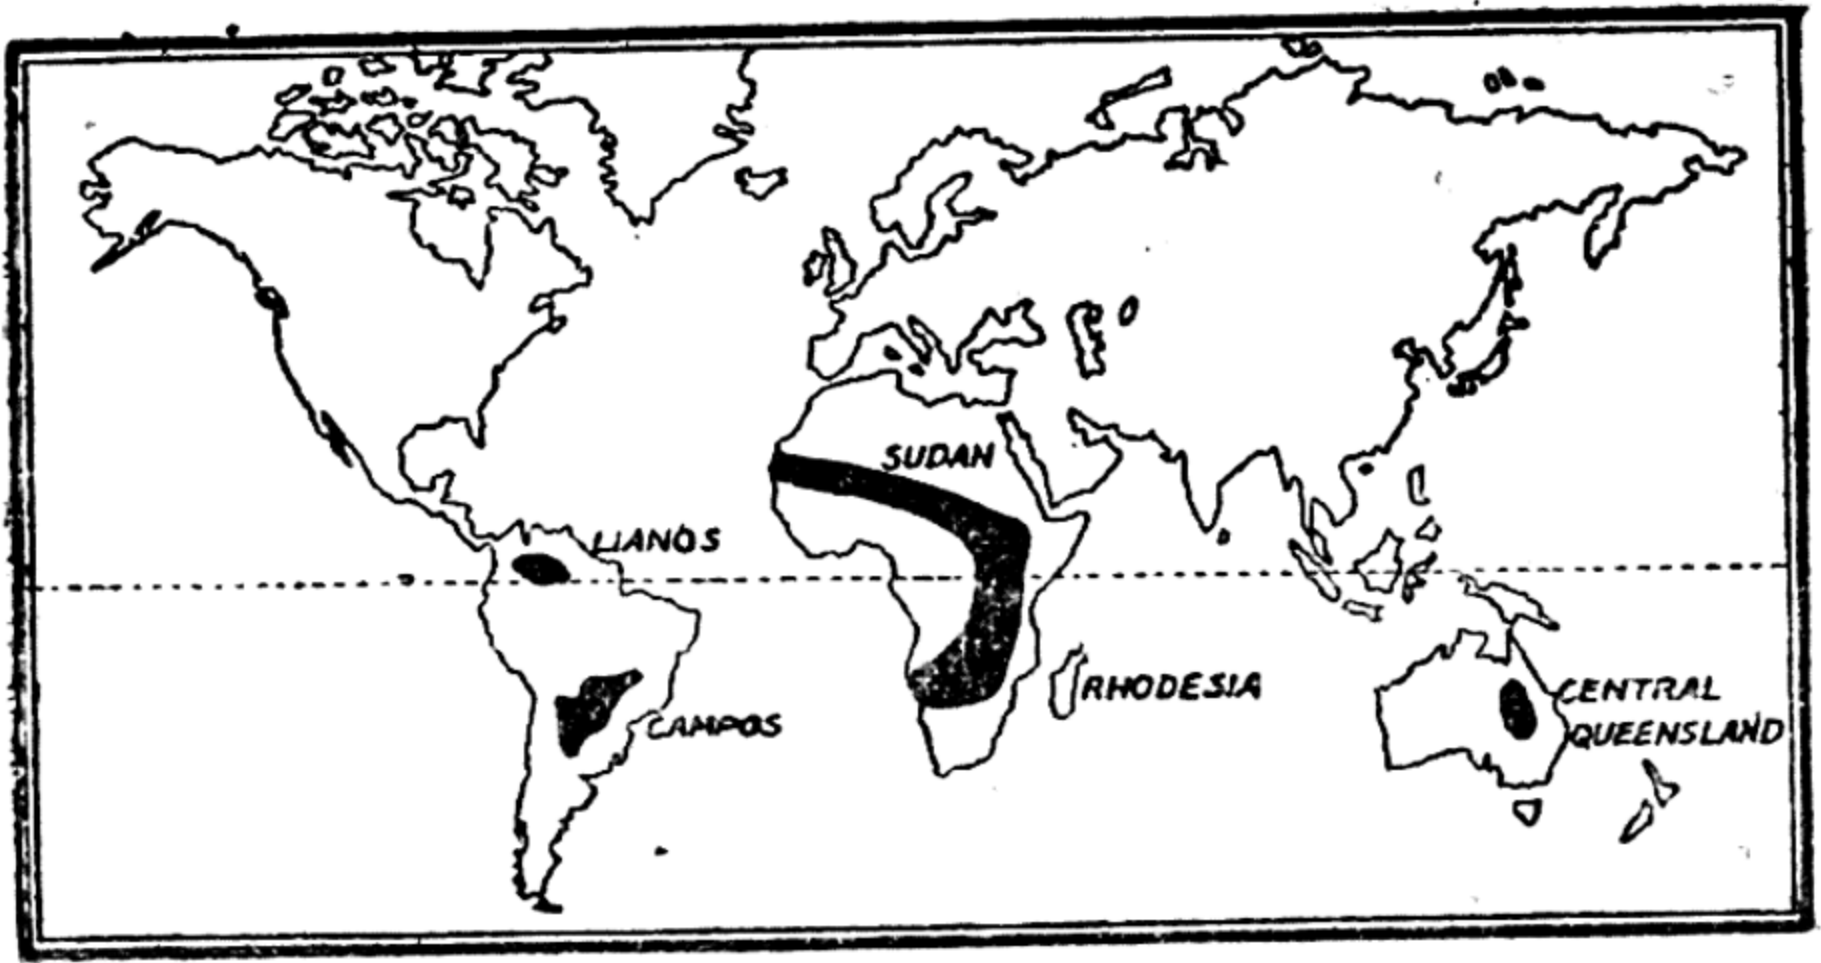 SUDAN
LIANOS
RHODESIA
CAMPOS
CENTRAL
QUEENSLAND